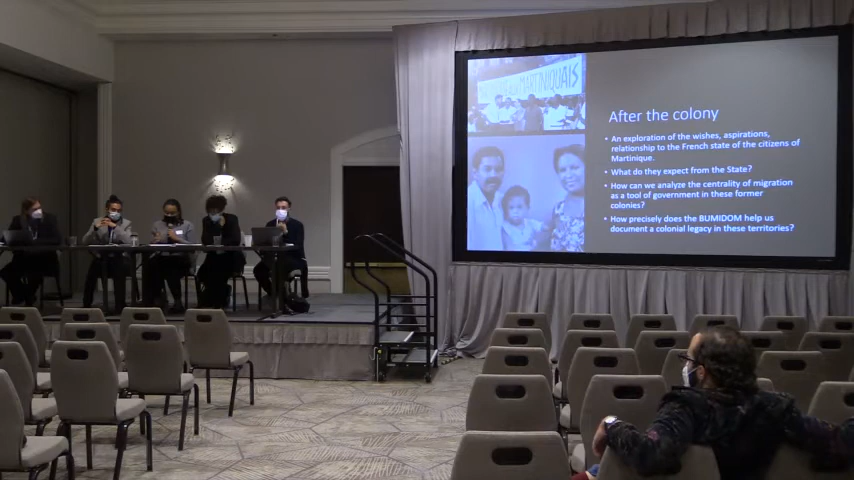 MARTINIQUAIS
After the colony
• An exploration of the wishes, aspirations,
relationship to the French state of the citizens of
Martinique.
• What do they expect from the State?
• How can we analyze the centrality of migration
as a tool of government in these former
colonies?
• How precisely does the BUMIDOM help us
document a colonial legacy in these territories?